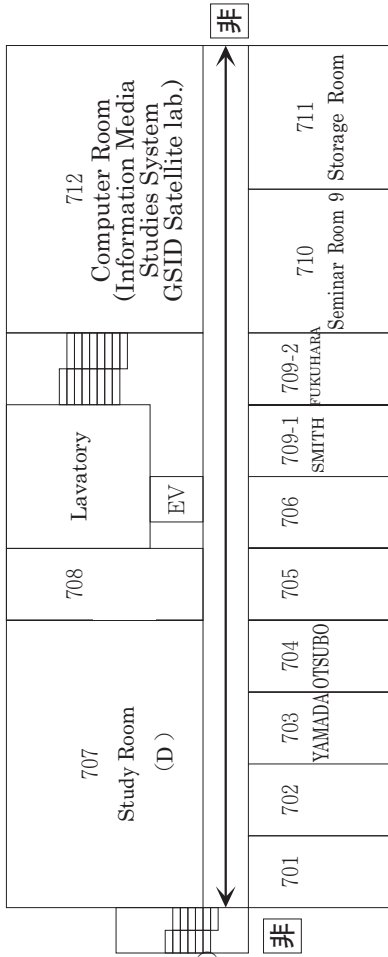 非
712
Computer Room
(Information Media
Studies System
GSID Satellite lab.)
Lavatory
EV
708
707
Study Room
(D )
711
Storage Room
710
Seminar Room 9
709-2
FUKUHARA
709-1
SMITH
706
705
704
OTSUBO
703
YAMADA
702
701
非